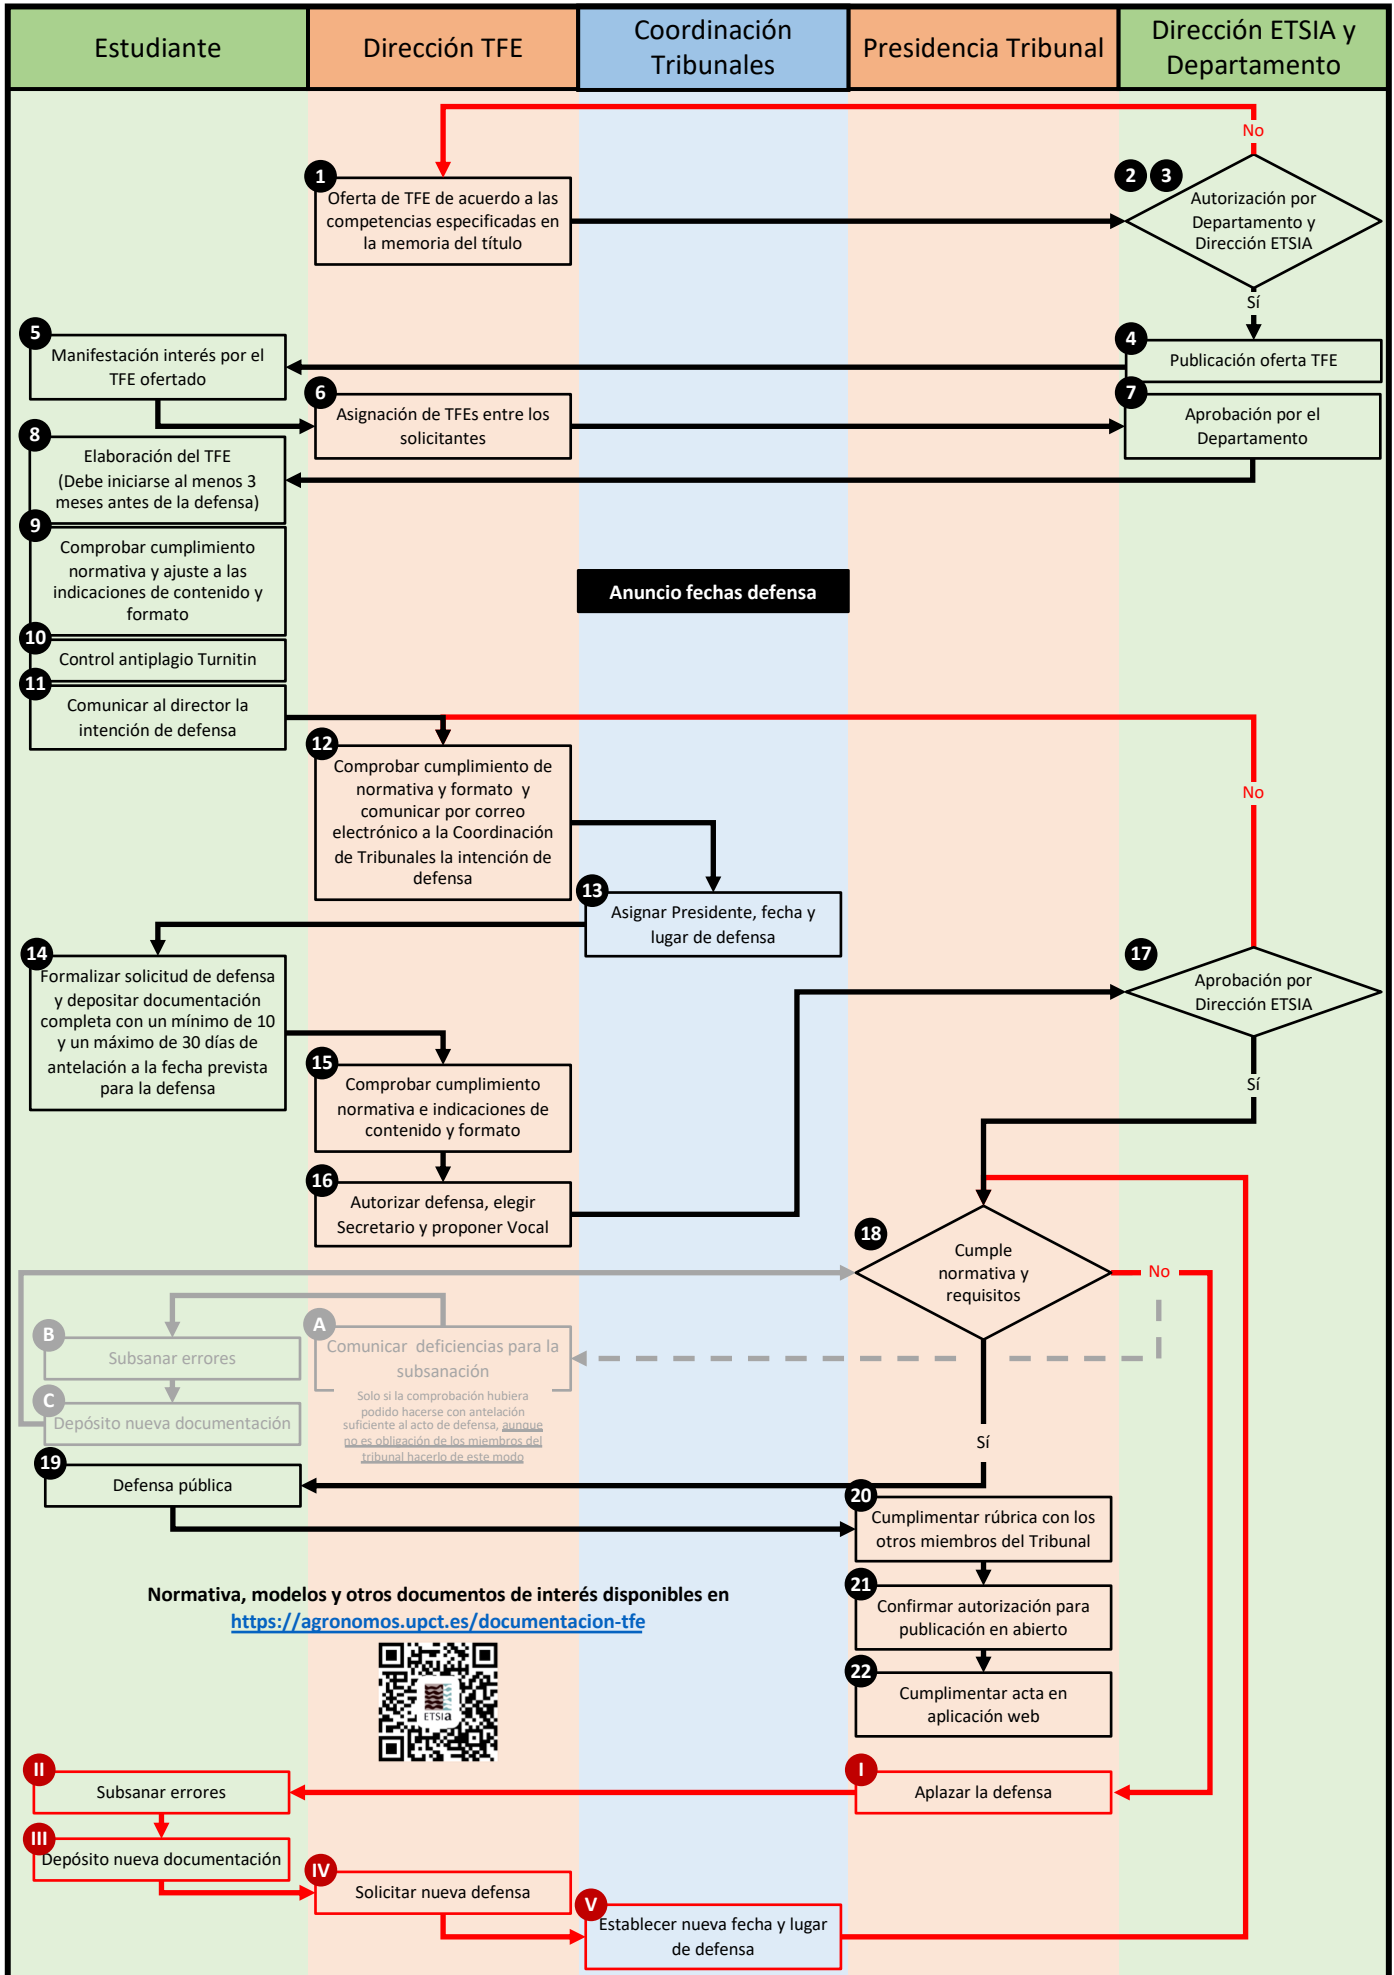 Estudiante
Dirección TFE
Coordinación
Tribunales
Presidencia Tribunal
Dirección ETSIA y
Departamento
No
1
Oferta de TFE de acuerdo a las
competencias especificadas en
la memoria del título
2 3
Autorización por
Departamento y
Dirección ETSIA
Sí
5
Manifestación interés por el
TFE ofertado
4
Publicación oferta TFE
6
Asignación de TFEs entre los
solicitantes
7
Aprobación por el
Departamento
8
Elaboración del TFE
(Debe iniciarse al menos 3
meses antes de la defensa)
9
Comprobar cumplimiento
normativa y ajuste a las
indicaciones de contenido y
formato
Anuncio fechas defensa
10
Control antiplagio Turnitin
11
Comunicar al director la
intención de defensa
12
Comprobar cumplimiento de
normativa y formato y
comunicar por correo
electrónico a la Coordinación
de Tribunales la intención de
defensa
No
13
Asignar Presidente, fecha y
lugar de defensa
14
Formalizar solicitud de defensa
y depositar documentación
completa con un mínimo de 10
y un máximo de 30 días de
antelación a la fecha prevista
para la defensa
17
Aprobación por
Dirección ETSIA
Sí
15
Comprobar cumplimiento
normativa e indicaciones de
contenido y formato
16
Autorizar defensa, elegir
Secretario y proponer Vocal
18
Cumple
normativa y
requisitos
No
A
Comunicar deficiencias para la
subsanación
Solo si la comprobación hubiera
podido hacerse con antelación
suficiente al acto de defensa, aunque
no es obligación de los miembros del
tribunal hacerlo de este modo
B
Subsanar errores
C
Depósito nueva documentación
Sí
19
Defensa pública
20
Cumplimentar rúbrica con los
otros miembros del Tribunal
21
Confirmar autorización para
publicación en abierto
22
Cumplimentar acta en
aplicación web
Normativa, modelos y otros documentos de interés disponibles en
https://agronomos.upct.es/documentacion-tfe
ETSIa
I
Aplazar la defensa
II
Subsanar errores
III
Depósito nueva documentación
IV
Solicitar nueva defensa
V
Establecer nueva fecha y lugar
de defensa